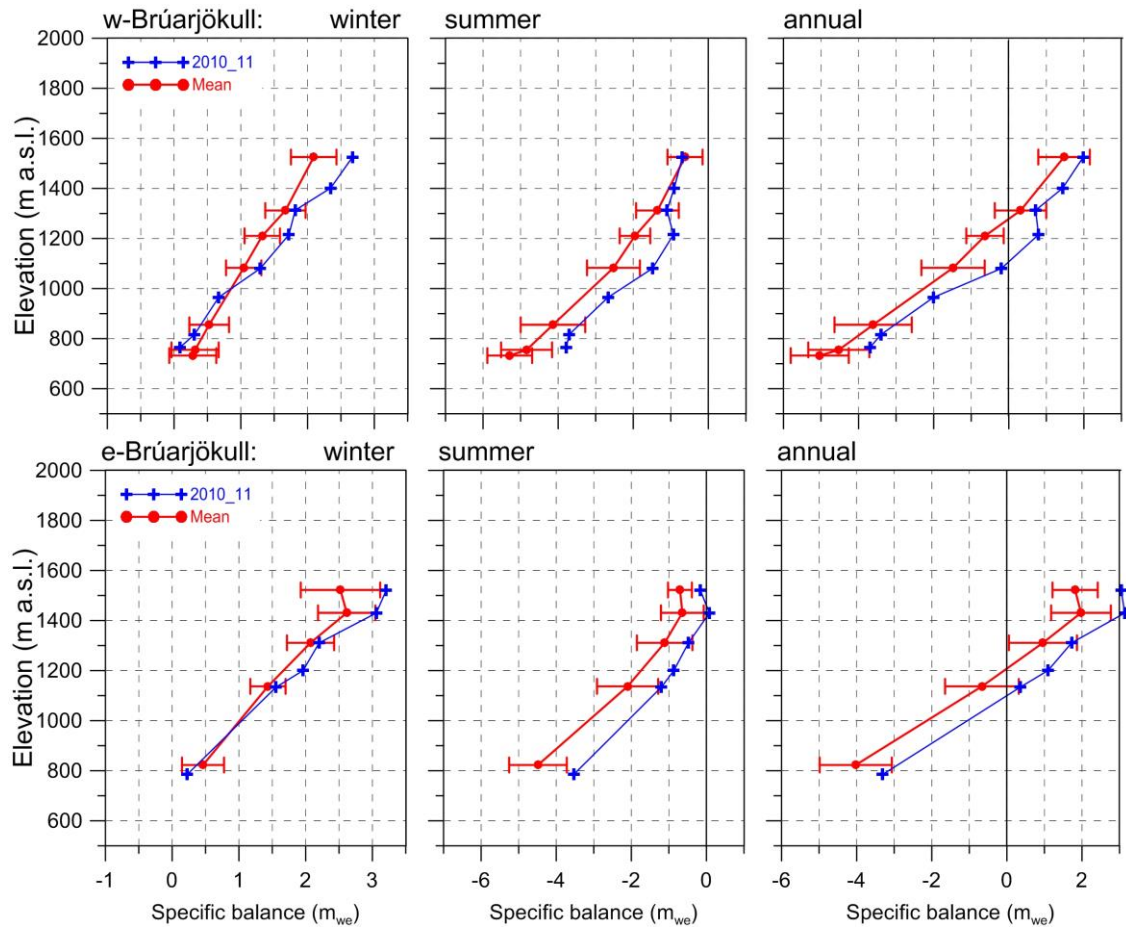 w-Brúarjökull: winter summer annual
2000
1800
1600
1400
1200
1000
800
600
Elevation (m a.s.l.)
2010_11
Mean
e-Brúarjökull: winter summer annual
2000
1800
1600
1400
1200
1000
800
600
Elevation (m a.s.l.)
2010_11
Mean
-1 0 1 2 3 -6 -4 -2 0 -6 -4 -2 0 2
Specific balance (mwe) Specific balance (mwe) Specific balance (mwe)